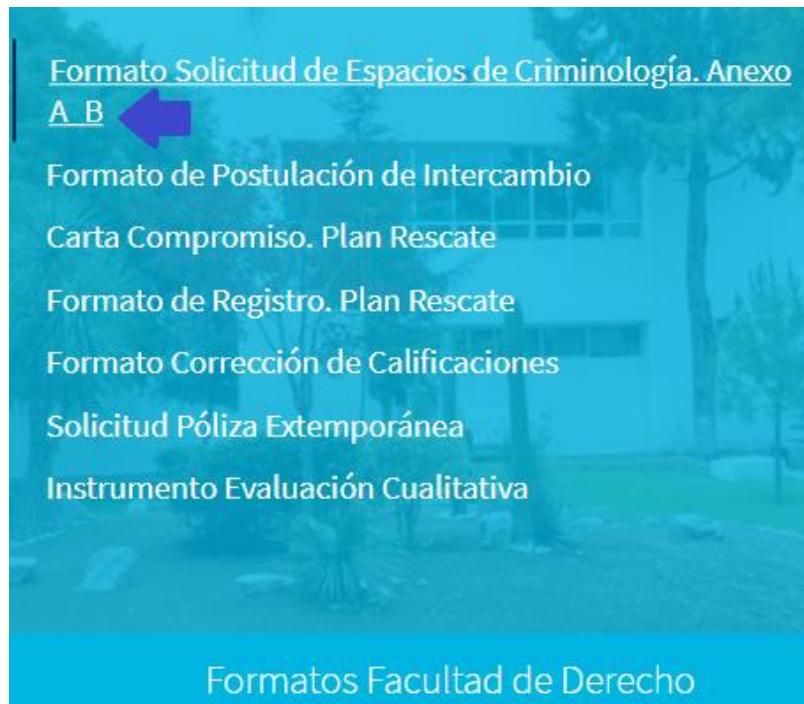 Formato Solicitud de Espacios de Criminología. Anexo
A_B
Formato de Postulación de Intercambio
Carta Compromiso. Plan Rescate
Formato de Registro. Plan Rescate
Formato Corrección de Calificaciones
Solicitud Póliza Extemporánea
Instrumento Evaluación Cualitativa
Formatos Facultad de Derecho